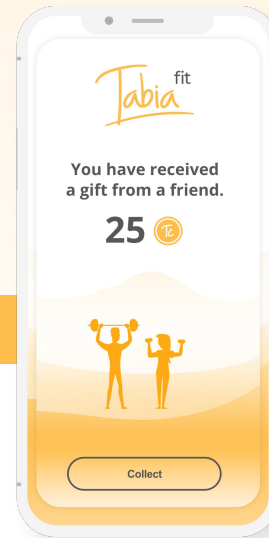 Tabia fit
You have received
a gift from a friend.
25 Tc
Collect